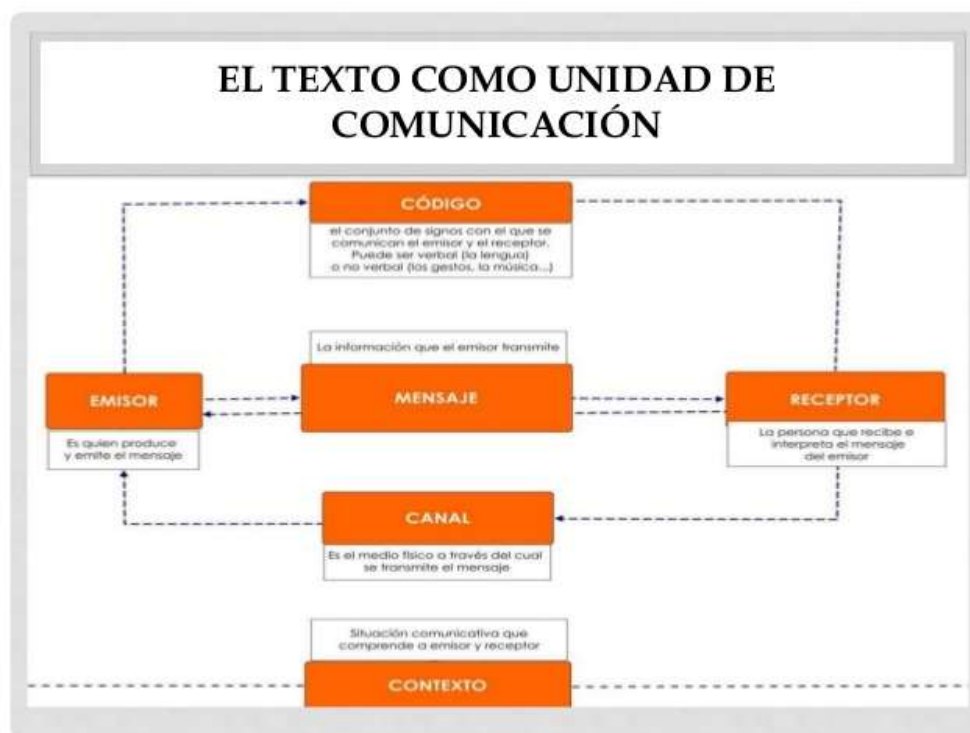 EL TEXTO COMO UNIDAD DE
COMUNICACIÓN
CÓDIGO
el conjunto de signos con el que se
comunican el emisor y el receptor.
Puede ser verbal (la lengua)
o no verbal (los gestos, la música...)
La información que el emisor transmite
MENSAJE
EMISOR
Es quien produce
y emite el mensaje
RECEPTOR
La persona que recibe e
interpreta el mensaje
del emisor
CANAL
Es el medio físico a través del cual
se transmite el mensaje
Situación comunicativa que
comprende a emisor y receptor
CONTEXTO